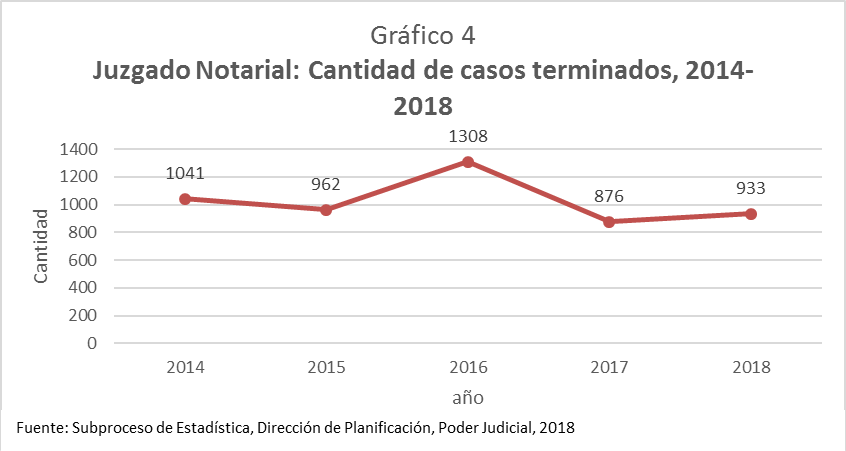 Gráfico 4
Juzgado Notarial: Cantidad de casos terminados, 2014-
2018
1400
1200
1000
800
600
400
200
0
Cantidad
1041
962
1308
876
933
2014 2015 2016 2017 2018
año
Fuente: Subproceso de Estadística, Dirección de Planificación, Poder Judicial, 2018